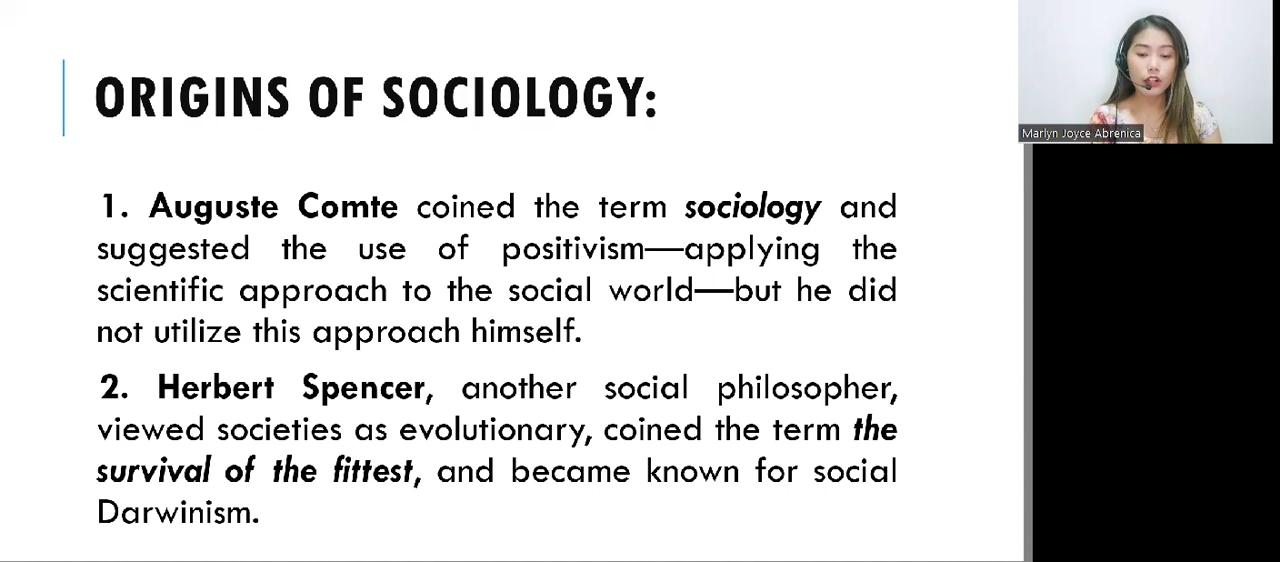 ORIGINS OF SOCIOLOGY:
Marlyn Joyce Abrenica
1. Auguste Comte coined the term sociology and
suggested the use of positivism—applying the
scientific approach to the social world—but he did
not utilize this approach himself.
2. Herbert Spencer, another social philosopher,
viewed societies as evolutionary, coined the term the
survival of the fittest, and became known for social
Darwinism.